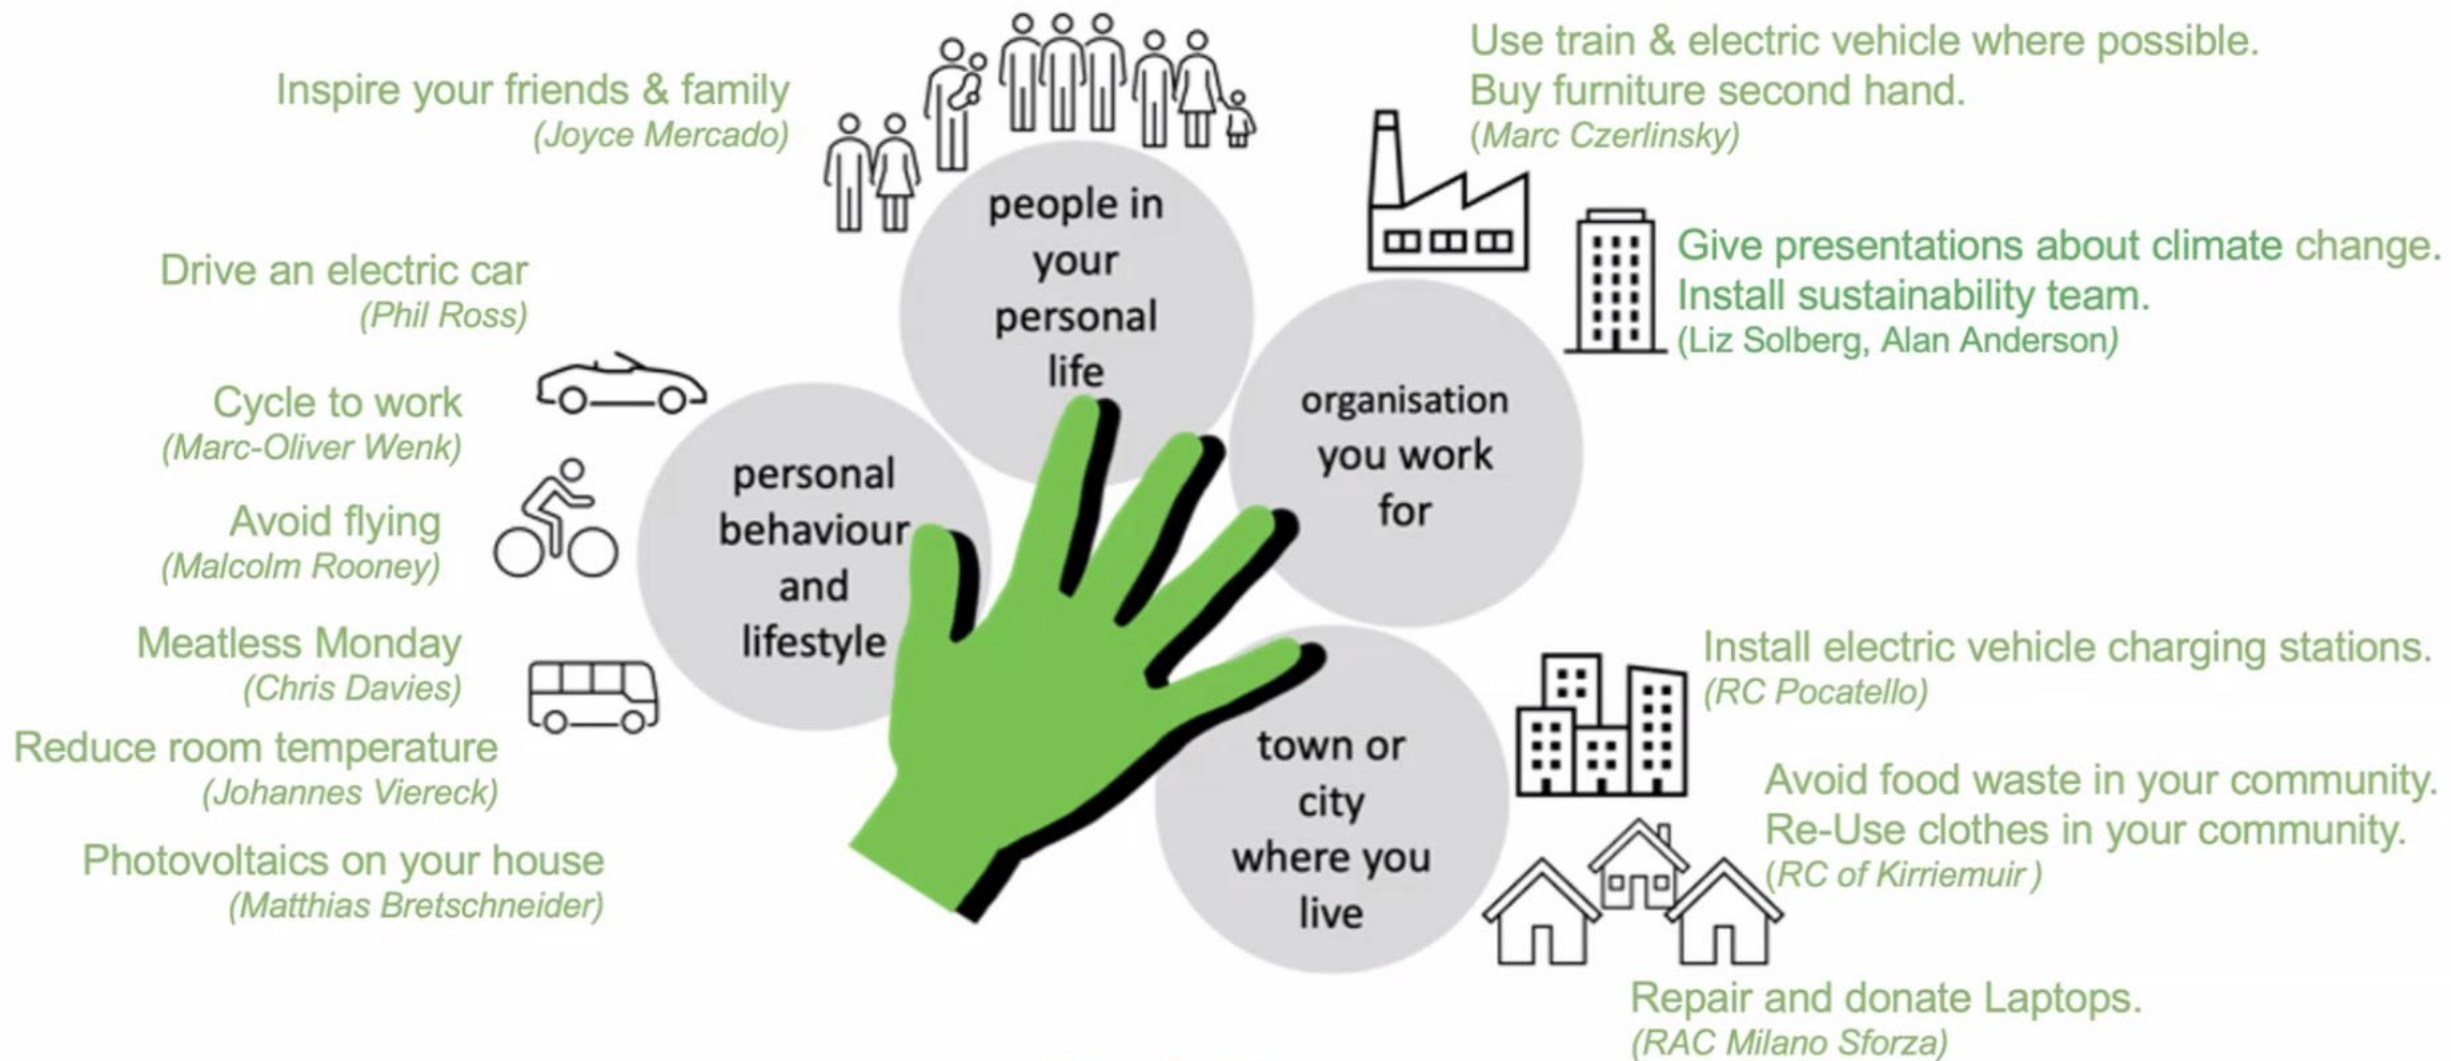 Inspire your friends & family
(Joyce Mercado)
Drive an electric car
(Phil Ross)
Cycle to work
(Marc-Oliver Wenk)
Avoid flying
(Malcolm Rooney)
Meatless Monday
(Chris Davies)
Reduce room temperature
(Johannes Viereck)
Photovoltaics on your house
(Matthias Bretschneider)
personal
behaviour
and
lifestyle
people in
your
personal
life
organisation
you work
for
town or
city
where you
live
Use train & electric vehicle where possible.
Buy furniture second hand.
(Marc Czerlinsky)
Give presentations about climate change.
Install sustainability team.
(Liz Solberg, Alan Anderson)
Install electric vehicle charging stations.
(RC Pocatello)
Avoid food waste in your community.
Re-Use clothes in your community.
(RC of Kirriemuir )
Repair and donate Laptops.
(RAC Milano Sforza)